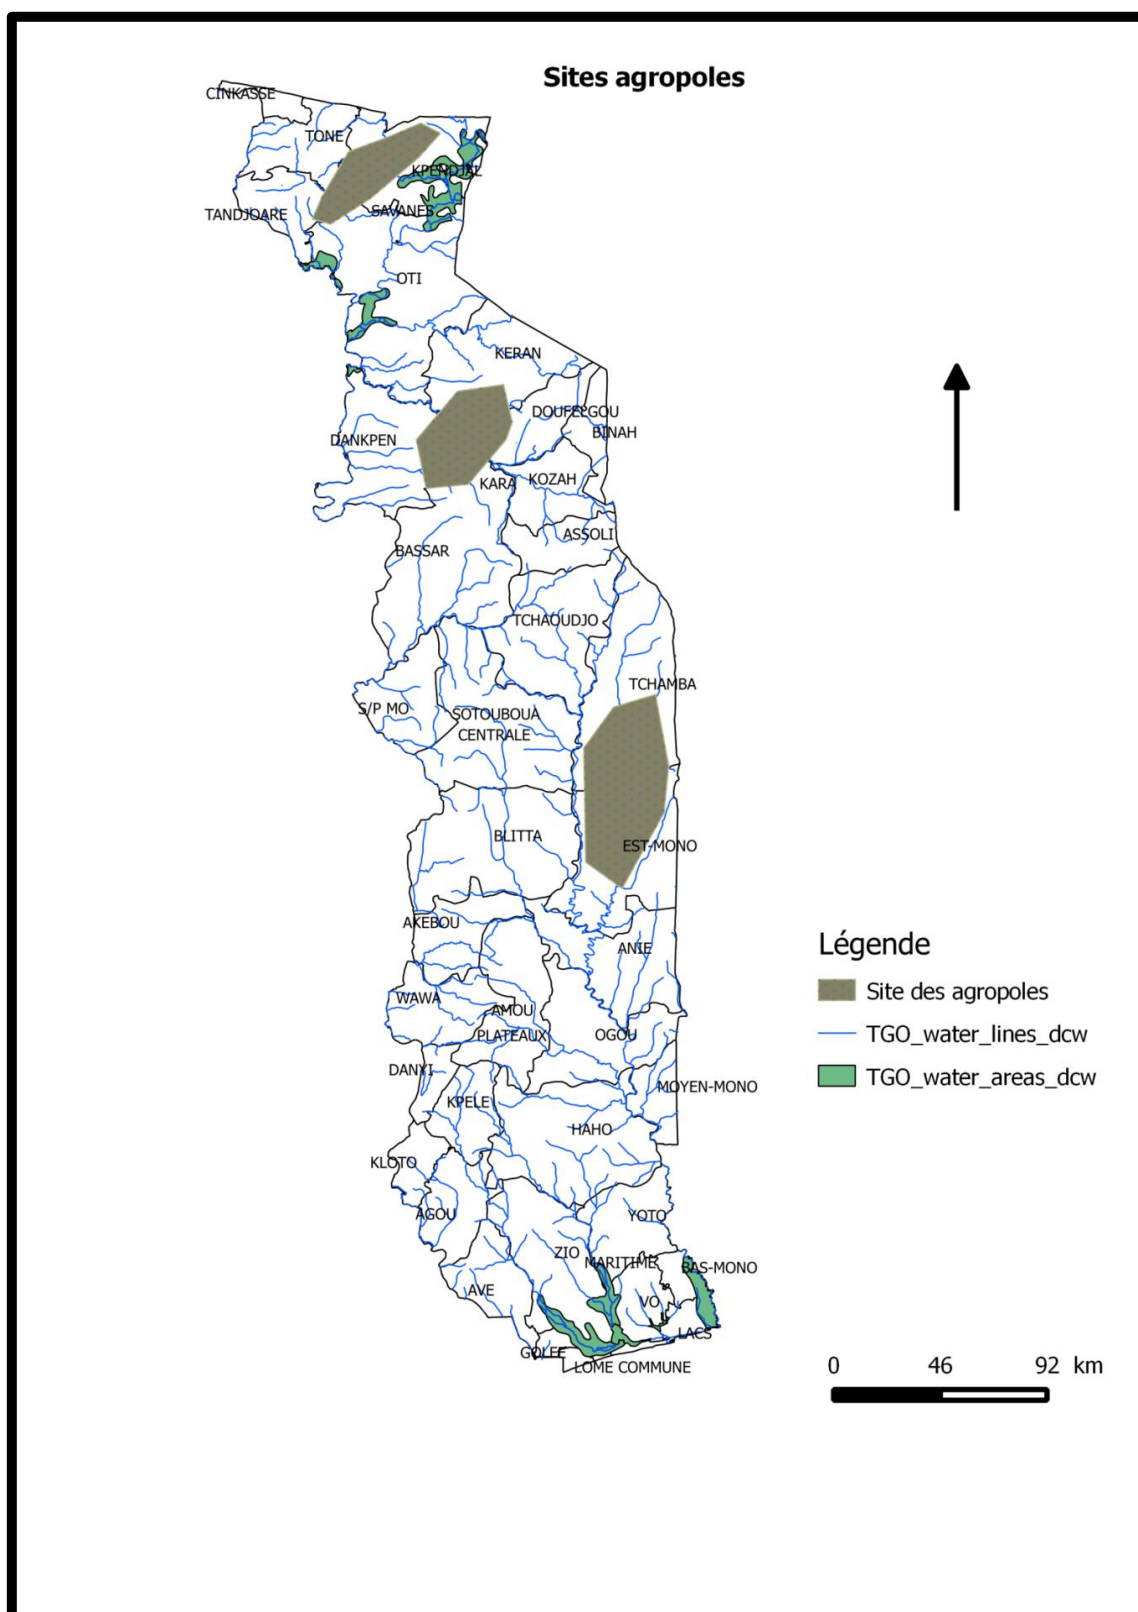 Sites agropoles
CINKASSE
TONE
KPENDJAL
TANDJOARE
SAVANES
OTI
KERAN
DOUFELGOU
BINAH
DANKPEN
KARA
KOZAH
ASSOLI
BASSAR
TCHAOUDJO
TCHAMBA
S/P MO
SOTOUBOUA
CENTRALE
BLITTA
EST-MONO
AKEBOU
ANIE
WAWA
AMOU
PLATEAUX
OGOU
DANYI
MOYEN-MONO
KPELE
HAHO
KLOTO
AGOU
YOTO
ZIO
MARITIME
BAS-MONO
AVE
VO
LACS
GOLFE
LOME COMMUNE
Légende
Site des agropoles
TGO_water_lines_dcw
TGO_water_areas_dcw
0 46 92 km